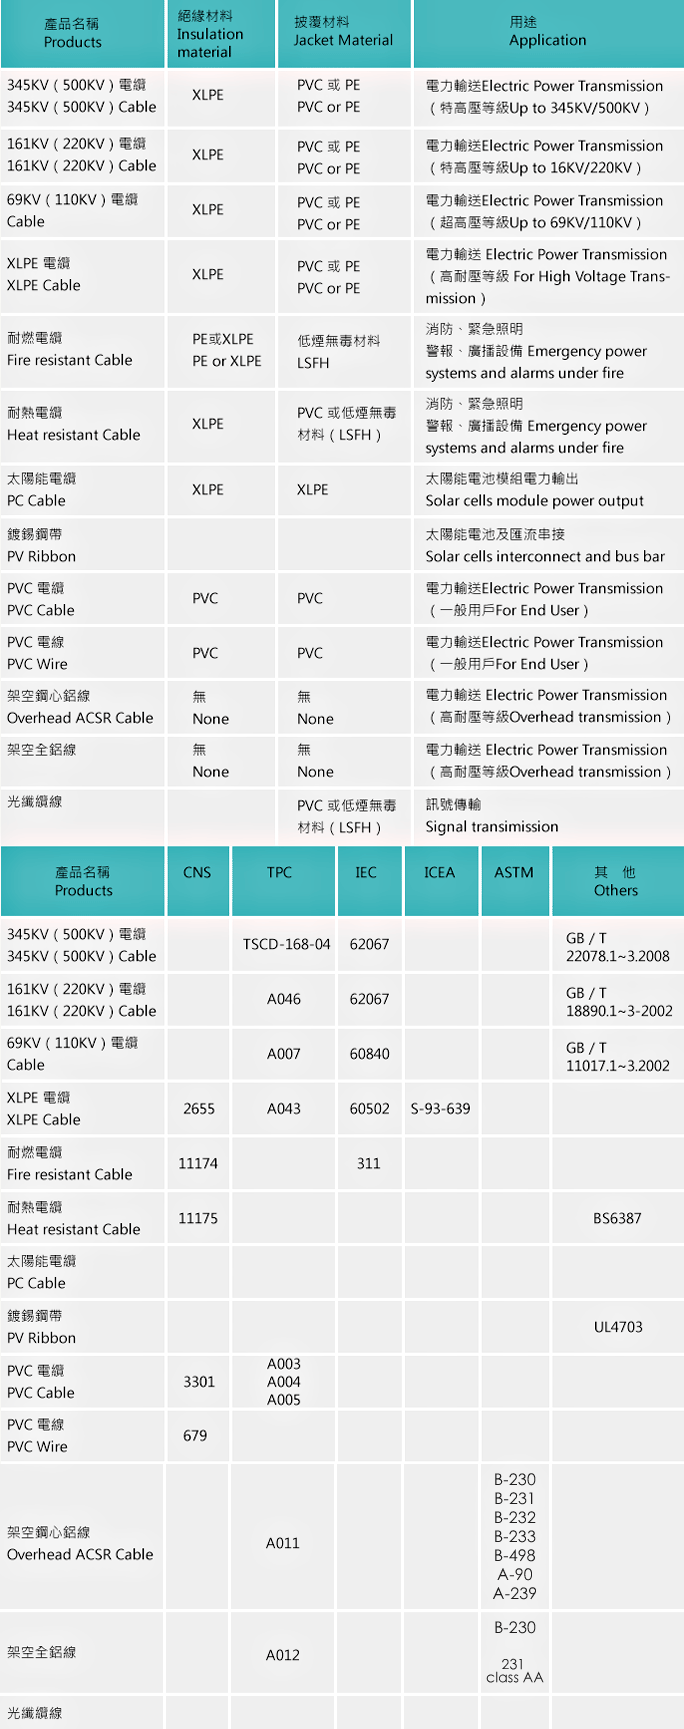 產品名稱
Products
絕緣材料
Insulation
material
披覆材料
Jacket Material
用途
Application
345KV（500KV）電纜
345KV（500KV）Cable
XLPE
PVC 或 PE
PVC or PE
電力輸送Electric Power Transmission
（特高壓等級Up to 345KV/500KV）
161KV（220KV）電纜
161KV（220KV）Cable
XLPE
PVC 或 PE
PVC or PE
電力輸送Electric Power Transmission
（特高壓等級Up to 16KV/220KV）
69KV（110KV）電纜
Cable
XLPE
PVC 或 PE
PVC or PE
電力輸送Electric Power Transmission
（超高壓等級Up to 69KV/110KV）
XLPE 電纜
XLPE Cable
XLPE
PVC 或 PE
PVC or PE
電力輸送 Electric Power Transmission
（高耐壓等級 For High Voltage Trans-
mission）
耐燃電纜
Fire resistant Cable
PE或XLPE
PE or XLPE
低煙無毒材料
LSFH
消防、緊急照明
警報、廣播設備 Emergency power
systems and alarms under fire
耐熱電纜
Heat resistant Cable
XLPE
PVC 或低煙無毒
材料（LSFH）
消防、緊急照明
警報、廣播設備 Emergency power
systems and alarms under fire
太陽能電纜
PC Cable
XLPE
XLPE
太陽能電池模組電力輸出
Solar cells module power output
鍍錫銅帶
PV Ribbon
太陽能電池及匯流串接
Solar cells interconnect and bus bar
PVC 電纜
PVC Cable
PVC
PVC
電力輸送Electric Power Transmission
（一般用戶For End User）
PVC 電線
PVC Wire
PVC
PVC
電力輸送Electric Power Transmission
（一般用戶For End User）
架空鋼心鋁線
Overhead ACSR Cable
無
None
無
None
電力輸送 Electric Power Transmission
（高耐壓等級Overhead transmission）
架空全鋁線
無
None
無
None
電力輸送 Electric Power Transmission
（高耐壓等級Overhead transmission）
光纖纜線
PVC 或低煙無毒
材料（LSFH）
訊號傳輸
Signal transimission
產品名稱
Products
CNS
TPC
IEC
ICEA
ASTM
其 他
Others
345KV（500KV）電纜
345KV（500KV）Cable
TSCD-168-04
62067
GB / T
22078.1~3.2008
161KV（220KV）電纜
161KV（220KV）Cable
A046
62067
GB / T
18890.1~3-2002
69KV（110KV）電纜
Cable
A007
60840
GB / T
11017.1~3.2002
XLPE 電纜
XLPE Cable
2655
A043
60502
S-93-639
耐燃電纜
Fire resistant Cable
11174
311
耐熱電纜
Heat resistant Cable
11175
BS6387
太陽能電纜
PC Cable
鍍錫銅帶
PV Ribbon
UL4703
PVC 電纜
PVC Cable
3301
A003
A004
A005
PVC 電線
PVC Wire
679
架空鋼心鋁線
Overhead ACSR Cable
A011
B-230
B-231
B-232
B-233
B-498
A-90
A-239
架空全鋁線
A012
B-230
231
class AA
光纖纜線